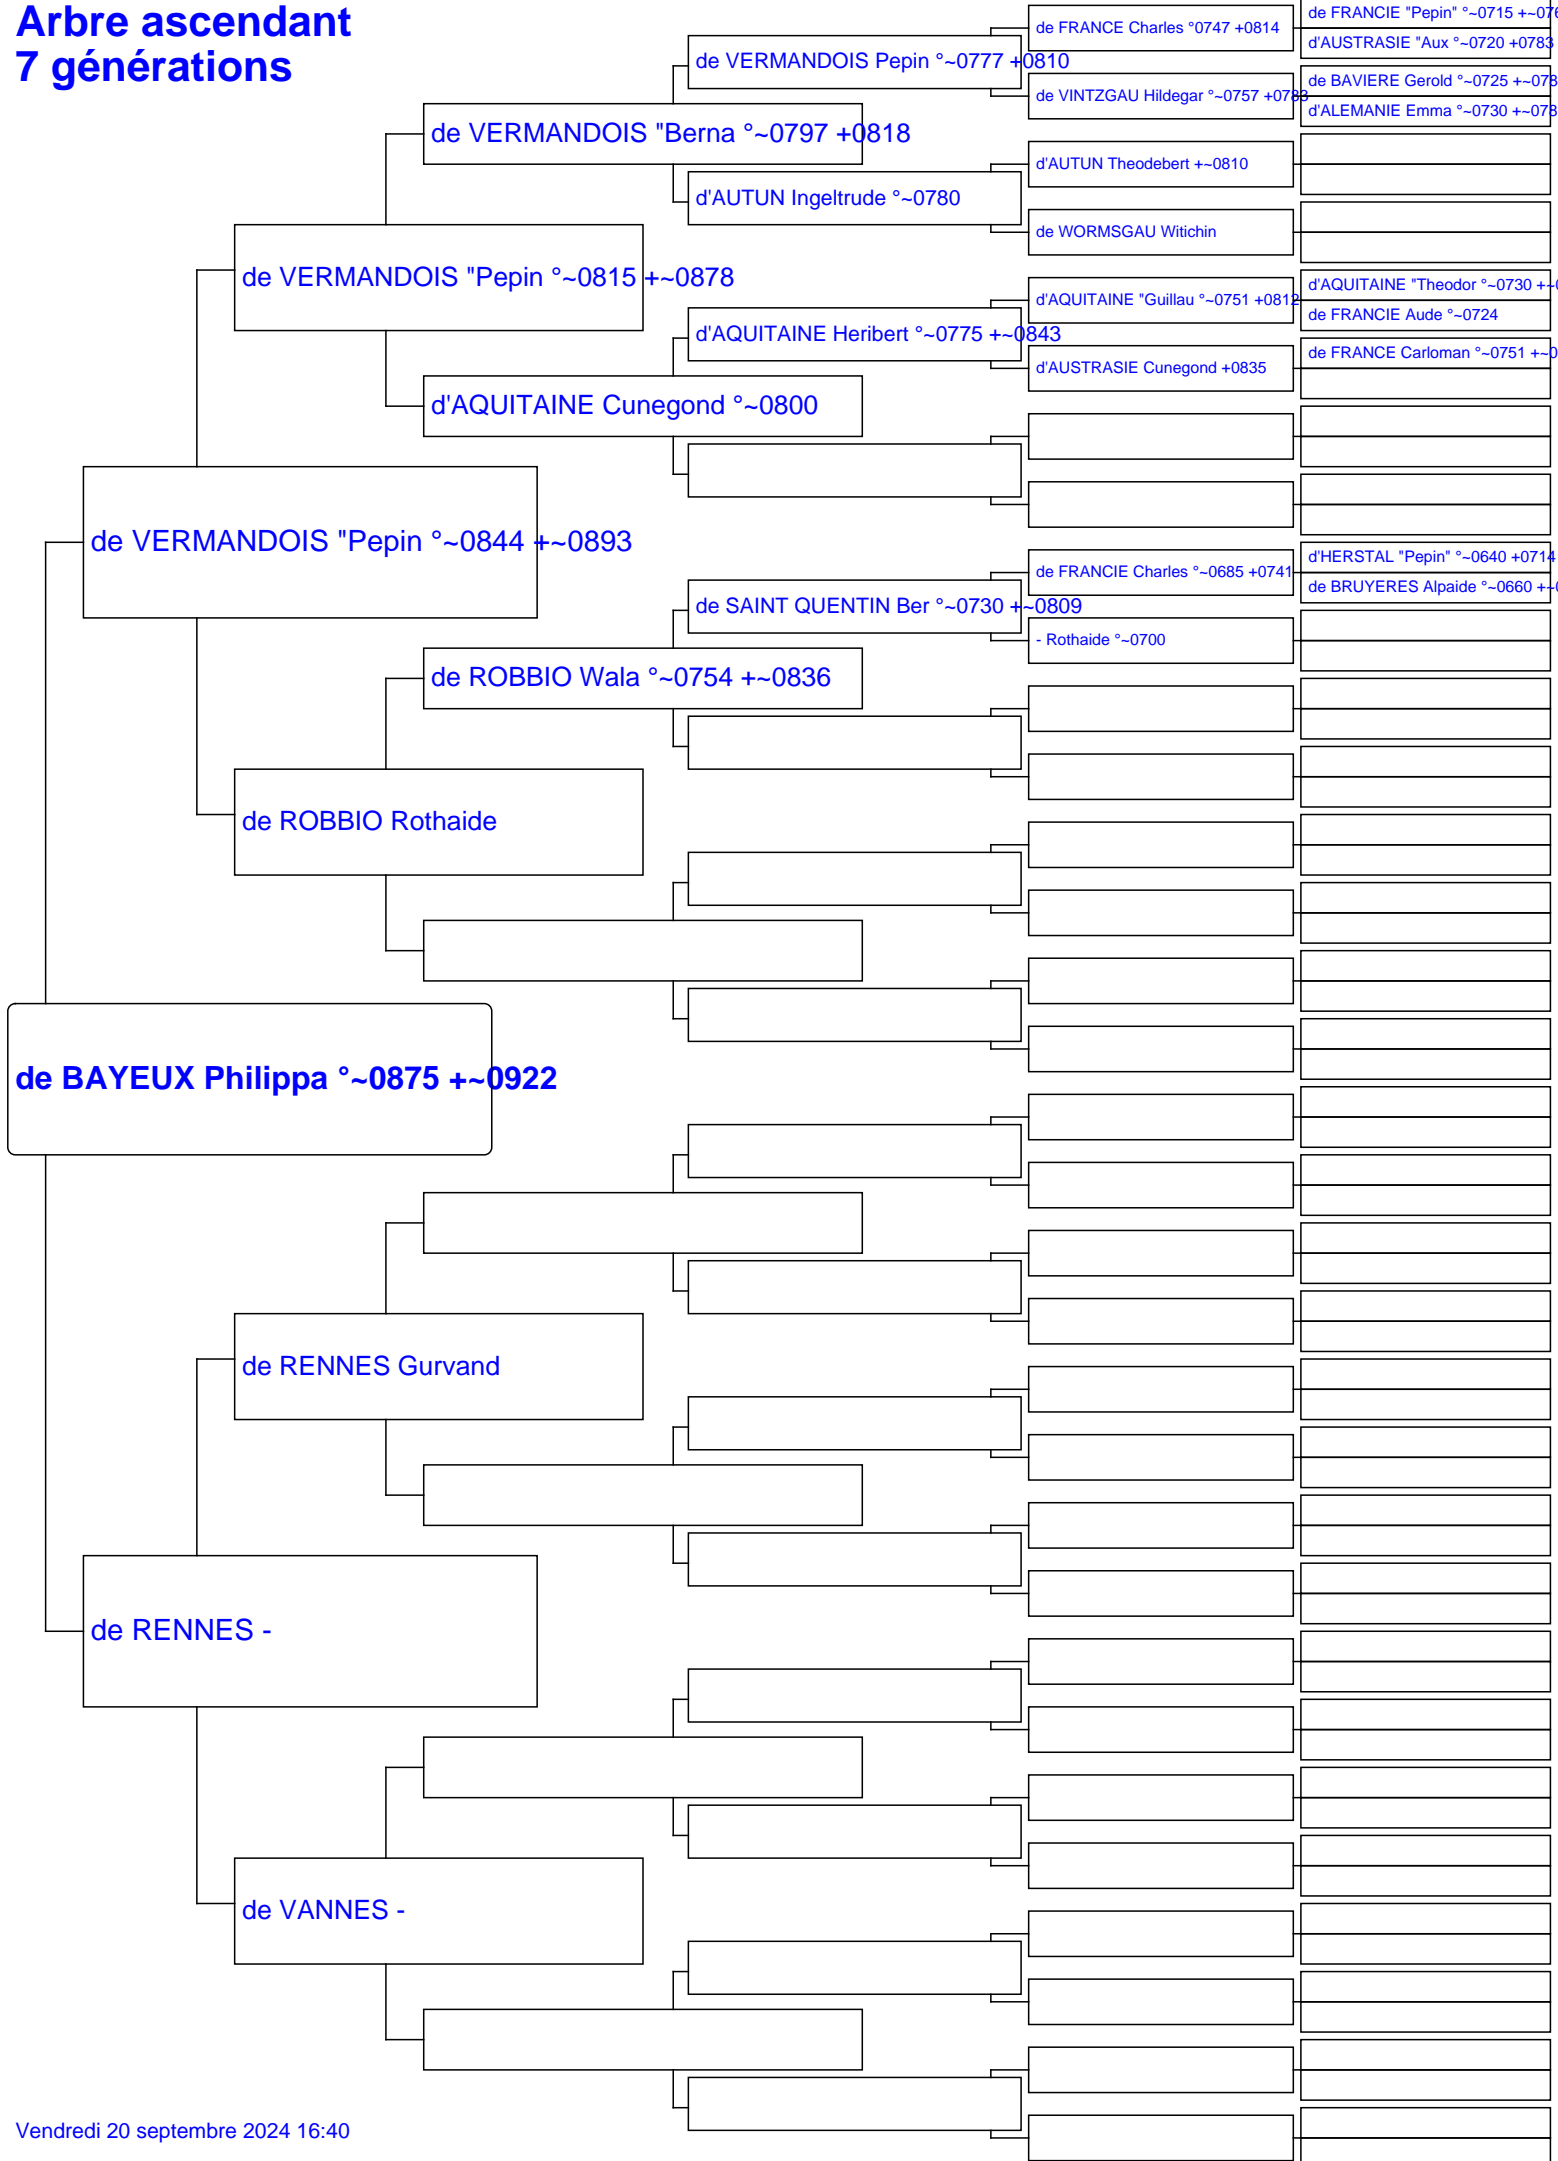 Arbre ascendant
7 générations
de FRANCIE "Pepin" °~0715 +~076
de FRANCE Charles °0747 +0814
d'AUSTRASIE "Aux °~0720 +0783
de VERMANDOIS Pepin °~0777 +0810
de BAVIERE Gerold °~0725 +~078
de VINTZGAU Hildegar °~0757 +0783
d'ALEMANIE Emma °~0730 +~078
de VERMANDOIS "Berna °~0797 +0818
d'AUTUN Theodebert +~0810
d'AUTUN Ingeltrude °~0780
de WORMSGAU Witichin
de VERMANDOIS "Pepin °~0815 +~0878
d'AQUITAINE "Theodor °~0730 +~0
d'AQUITAINE "Guillau °~0751 +0812
de FRANCIE Aude °~0724
d'AQUITAINE Heribert °~0775 +~0843
de FRANCE Carloman °~0751 +~0
d'AUSTRASIE Cunegond +0835
d'AQUITAINE Cunegond °~0800
de VERMANDOIS "Pepin °~0844 +~0893
d'HERSTAL "Pepin" °~0640 +0714
de FRANCIE Charles °~0685 +0741
de BRUYERES Alpaide °~0660 +~0
de SAINT QUENTIN Ber °~0730 +~0809
- Rothaide °~0700
de ROBBIO Wala °~0754 +~0836
de ROBBIO Rothaide
de BAYEUX Philippa °~0875 +~0922
de RENNES Gurvand
de RENNES -
de VANNES -
Vendredi 20 septembre 2024 16:40